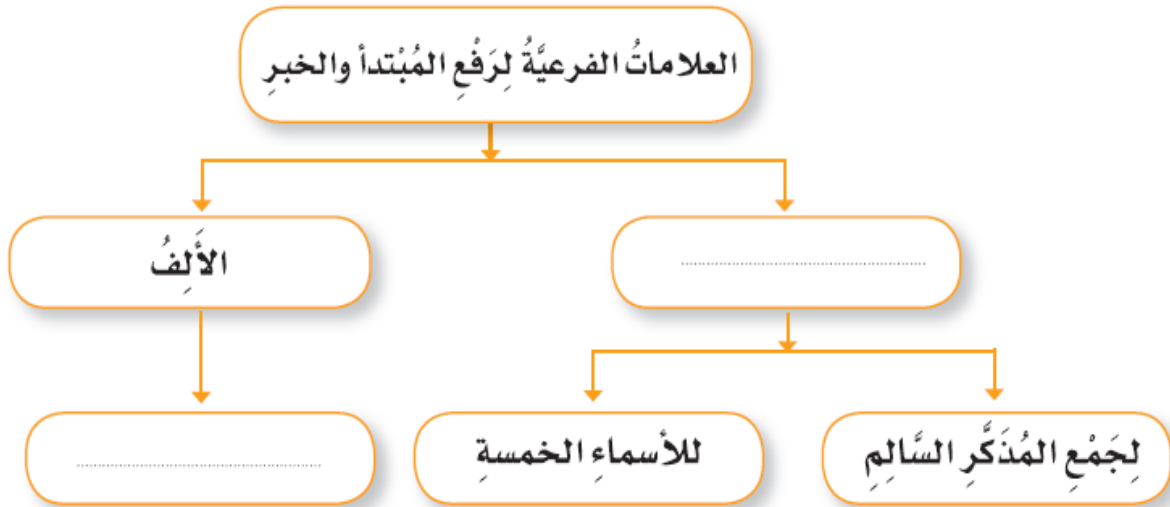 العلاماتُ الفرعيَّةُ لِرَفْعِ المُبْتدأ والخبرِ
................................
الأَلِفُ
لِجَمْعِ المُذَكَّرِ السَّالِمِ
للأسماءِ الخمسةِ
................................